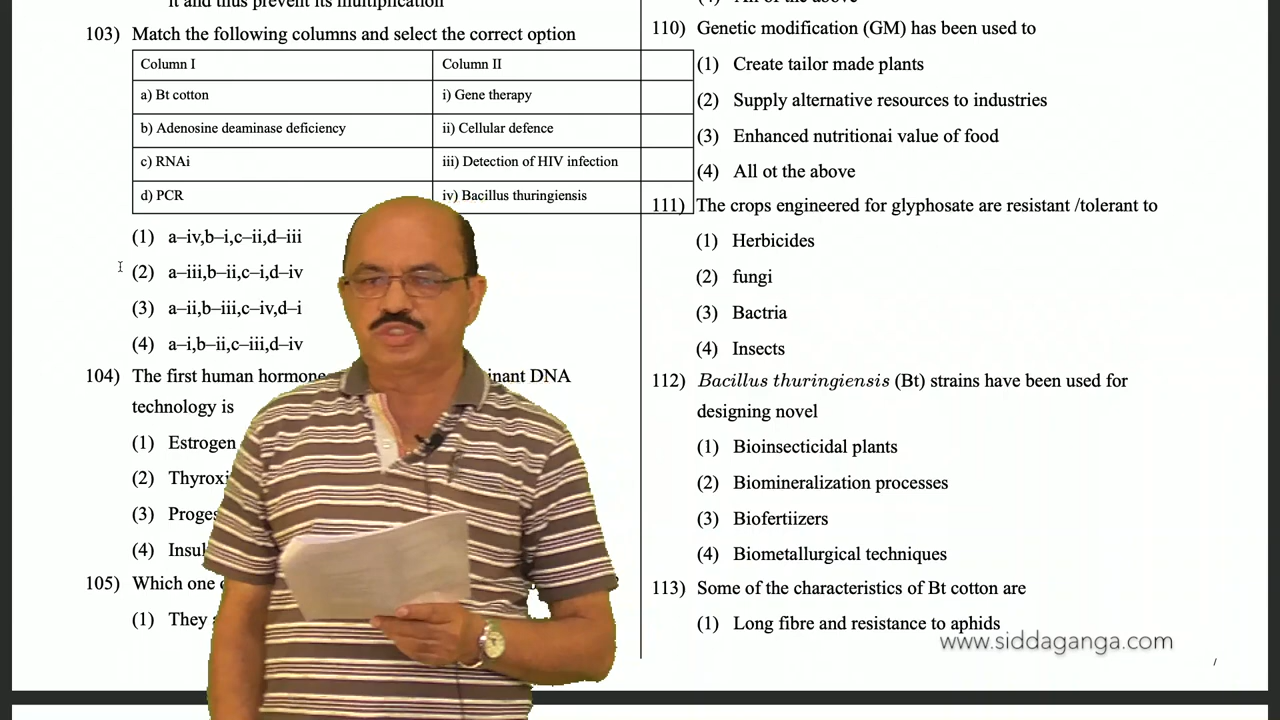 it and thus prevent its multiplication
103) Match the following columns and select the correct option
Column I Column II
a) Bt cotton i) Gene therapy
b) Adenosine deaminase deficiency ii) Cellular defence
c) RNAi iii) Detection of HIV infection
d) PCR iv) Bacillus thuringiensis
(1) a–iv,b–i,c–ii,d–iii
(2) a–iii,b–ii,c–i,d–iv
(3) a–ii,b–iii,c–iv,d–i
(4) a–i,b–ii,c–iii,d–iv
104) The first human hormone inant DNA
technology is
(1) Estrogen
(2) Thyroxi
(3) Proges
(4) Insul
105) Which one
(1) They
(4) All of the above
110) Genetic modification (GM) has been used to
(1) Create tailor made plants
(2) Supply alternative resources to industries
(3) Enhanced nutritionai value of food
(4) All ot the above
111) The crops engineered for glyphosate are resistant /tolerant to
(1) Herbicides
(2) fungi
(3) Bactria
(4) Insects
112) Bacillus thuringiensis (Bt) strains have been used for
designing novel
(1) Bioinsecticidal plants
(2) Biomineralization processes
(3) Biofertiizers
(4) Biometallurgical techniques
113) Some of the characteristics of Bt cotton are
(1) Long fibre and resistance to aphids
www.siddaganga.com